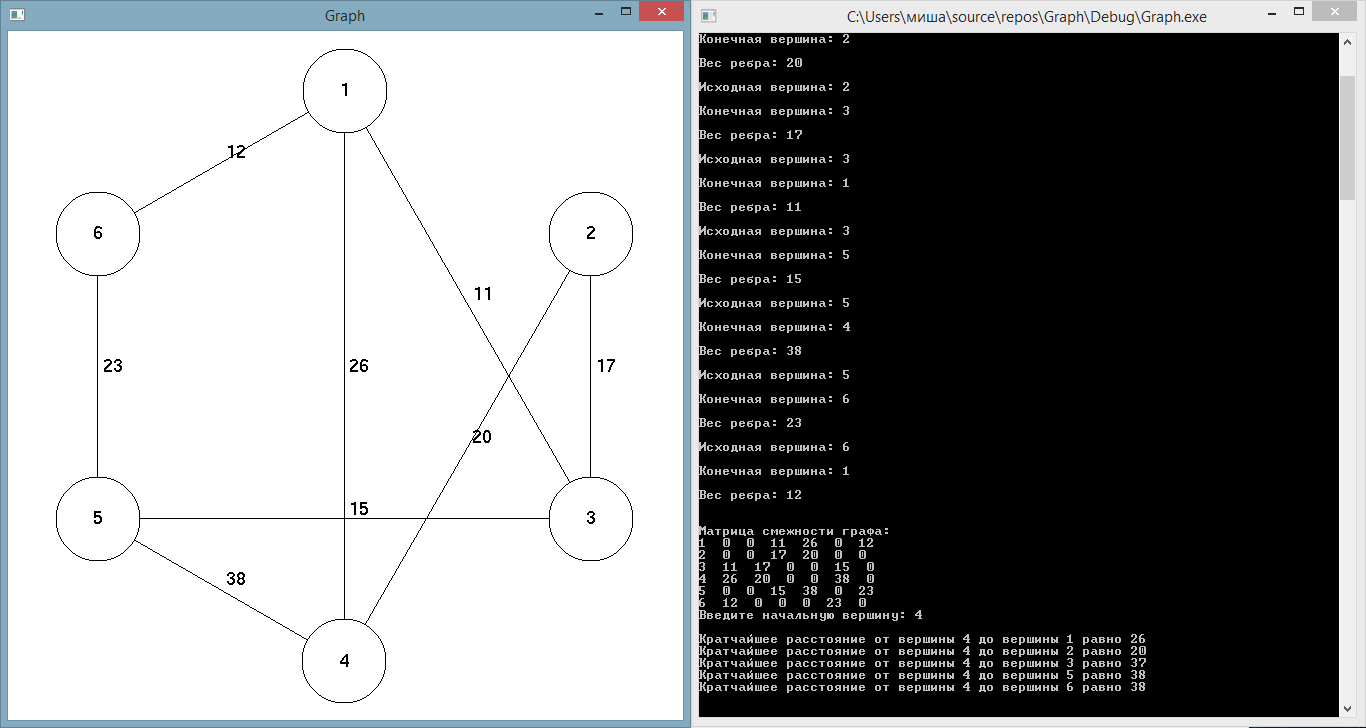 Graph
1
12
6
2
11
23
26
17
20
15
5
3
38
4
C:\Users\миша\source\repos\Graph\Debug\Graph.exe
Конечная вершина: 2
Вес ребра: 20
Исходная вершина: 2
Конечная вершина: 3
Вес ребра: 17
Исходная вершина: 3
Конечная вершина: 1
Вес ребра: 11
Исходная вершина: 3
Конечная вершина: 5
Вес ребра: 15
Исходная вершина: 5
Конечная вершина: 4
Вес ребра: 38
Исходная вершина: 5
Конечная вершина: 6
Вес ребра: 23
Исходная вершина: 6
Конечная вершина: 1
Вес ребра: 12
Матрица смежности графа:
1 0 0 11 26 0 12
2 0 0 17 20 0 0
3 11 17 0 0 15 0
4 26 20 0 0 38 0
5 0 0 15 38 0 23
6 12 0 0 0 23 0
Введите начальную вершину: 4
Кратчайшее расстояние от вершины 4 до вершины 1 равно 26
Кратчайшее расстояние от вершины 4 до вершины 2 равно 20
Кратчайшее расстояние от вершины 4 до вершины 3 равно 37
Кратчайшее расстояние от вершины 4 до вершины 5 равно 38
Кратчайшее расстояние от вершины 4 до вершины 6 равно 38